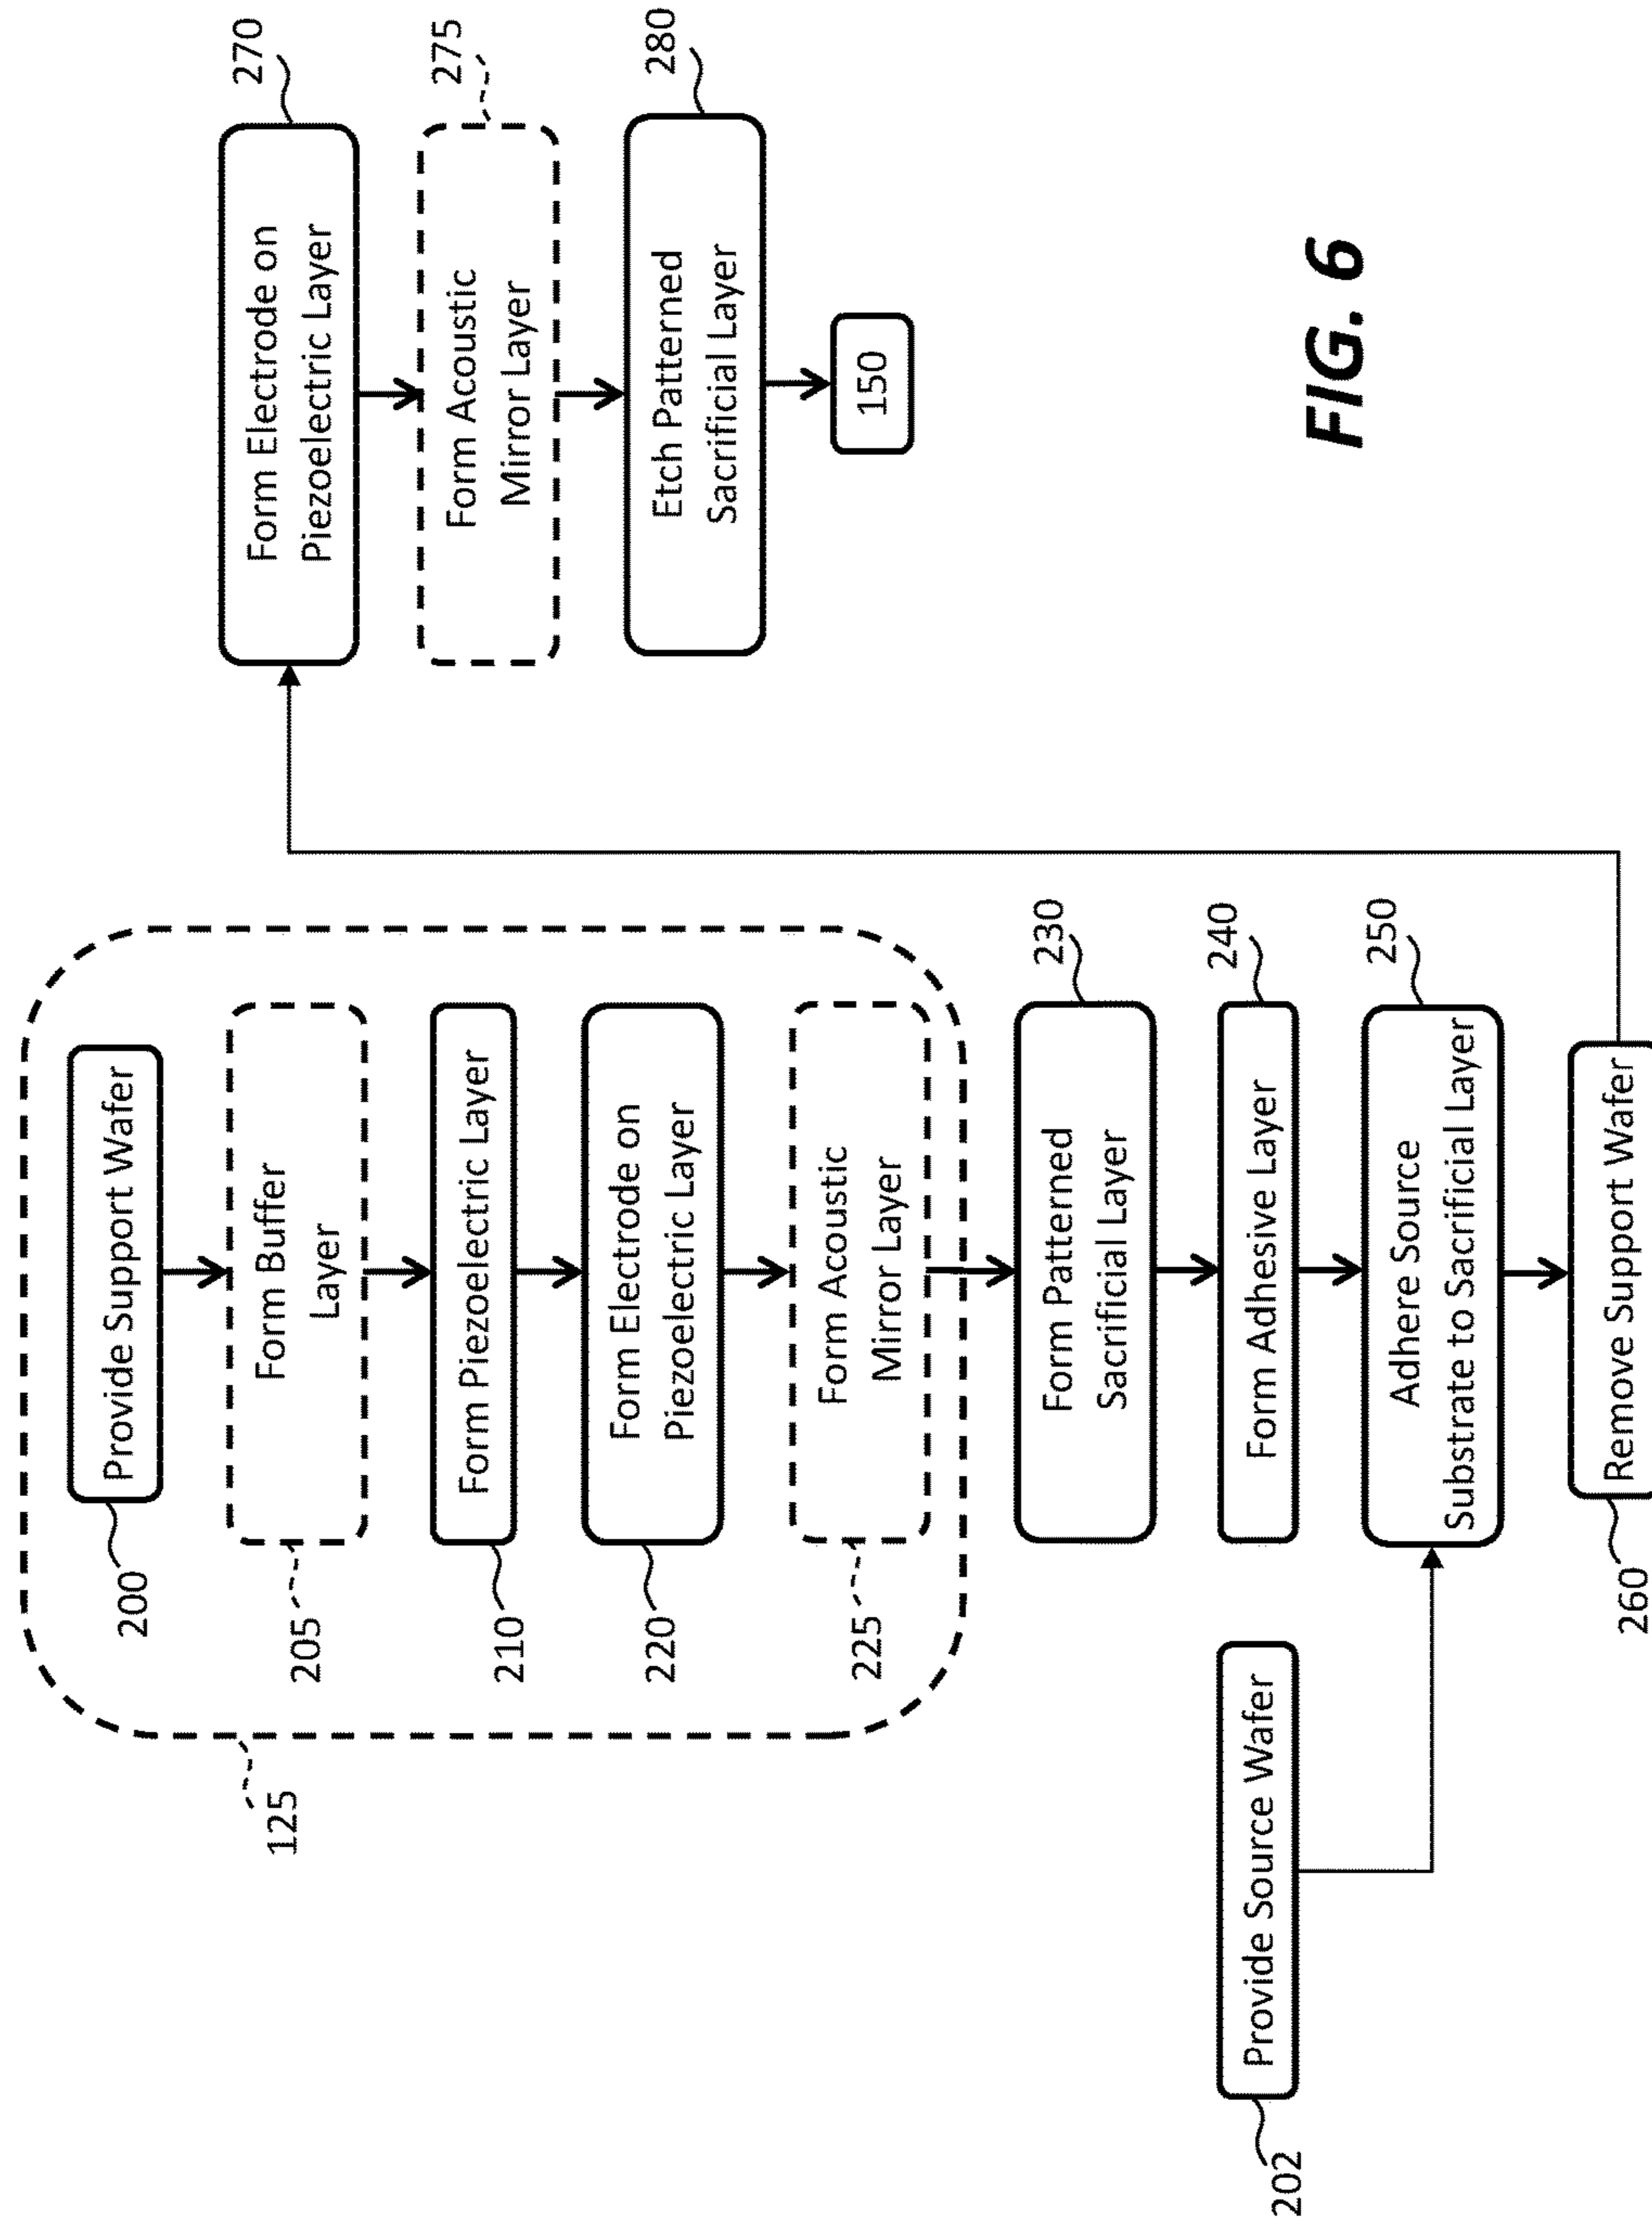 125
200
Provide Support Wafer
205
Form Buffer
Layer
210
Form Piezoelectric Layer
220
Form Electrode on
Piezoelectric Layer
225
Form Acoustic
Mirror Layer
Form Patterned
Sacrificial Layer
230
202
Provide Source Wafer
Form Adhesive Layer
240
Adhere Source
Substrate to Sacrificial Layer
250
260
Remove Support Wafer
Form Electrode on
Piezoelectric Layer
270
Form Acoustic
Mirror Layer
275
Etch Patterned
Sacrificial Layer
280
150
FIG. 6